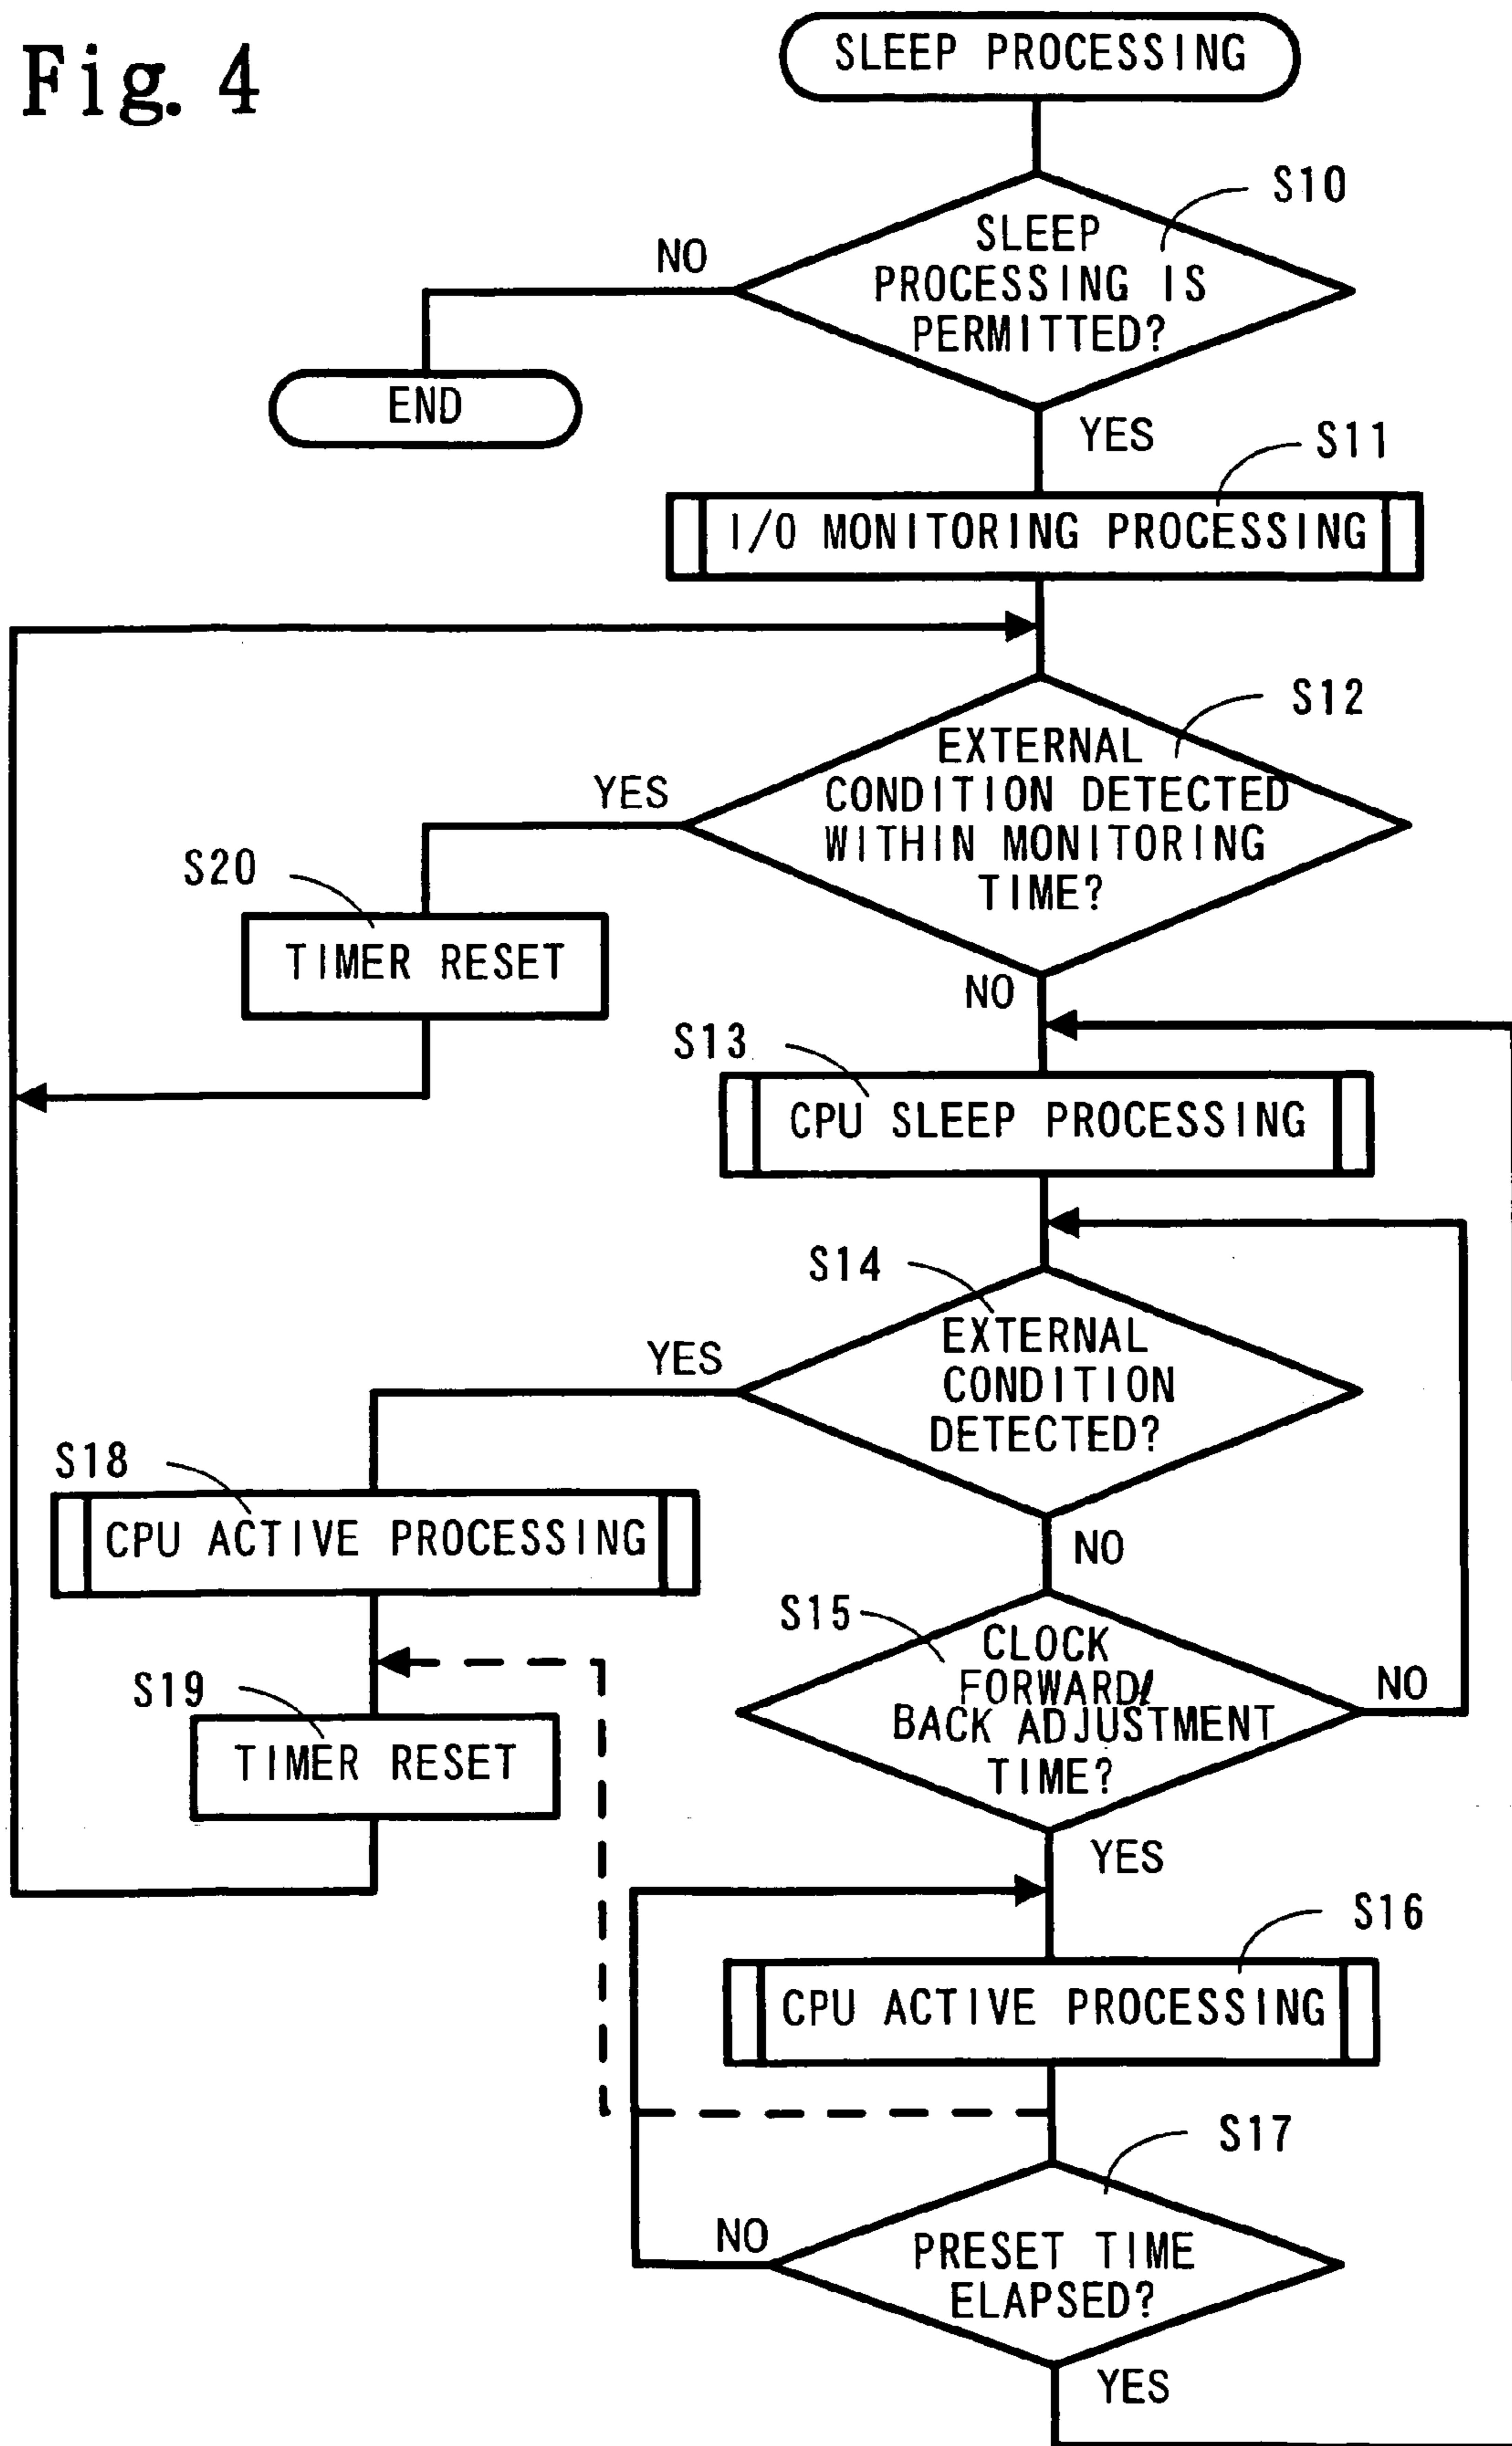 Fig. 4
SLEEP PROCESSING
S10
SLEEP
PROCESSING IS
PERMITTED?
NO
END
YES
S11
I/O MONITORING PROCESSING
S12
EXTERNAL
CONDITION DETECTED
WITHIN MONITORING
TIME?
YES
S20
TIMER RESET
NO
S13
CPU SLEEP PROCESSING
S14
EXTERNAL
CONDITION
DETECTED?
YES
S18
CPU ACTIVE PROCESSING
NO
S15
CLOCK
FORWARD/
BACK ADJUSTMENT
TIME?
NO
S19
TIMER RESET
YES
S16
CPU ACTIVE PROCESSING
S17
PRESET TIME
ELAPSED?
NO
YES